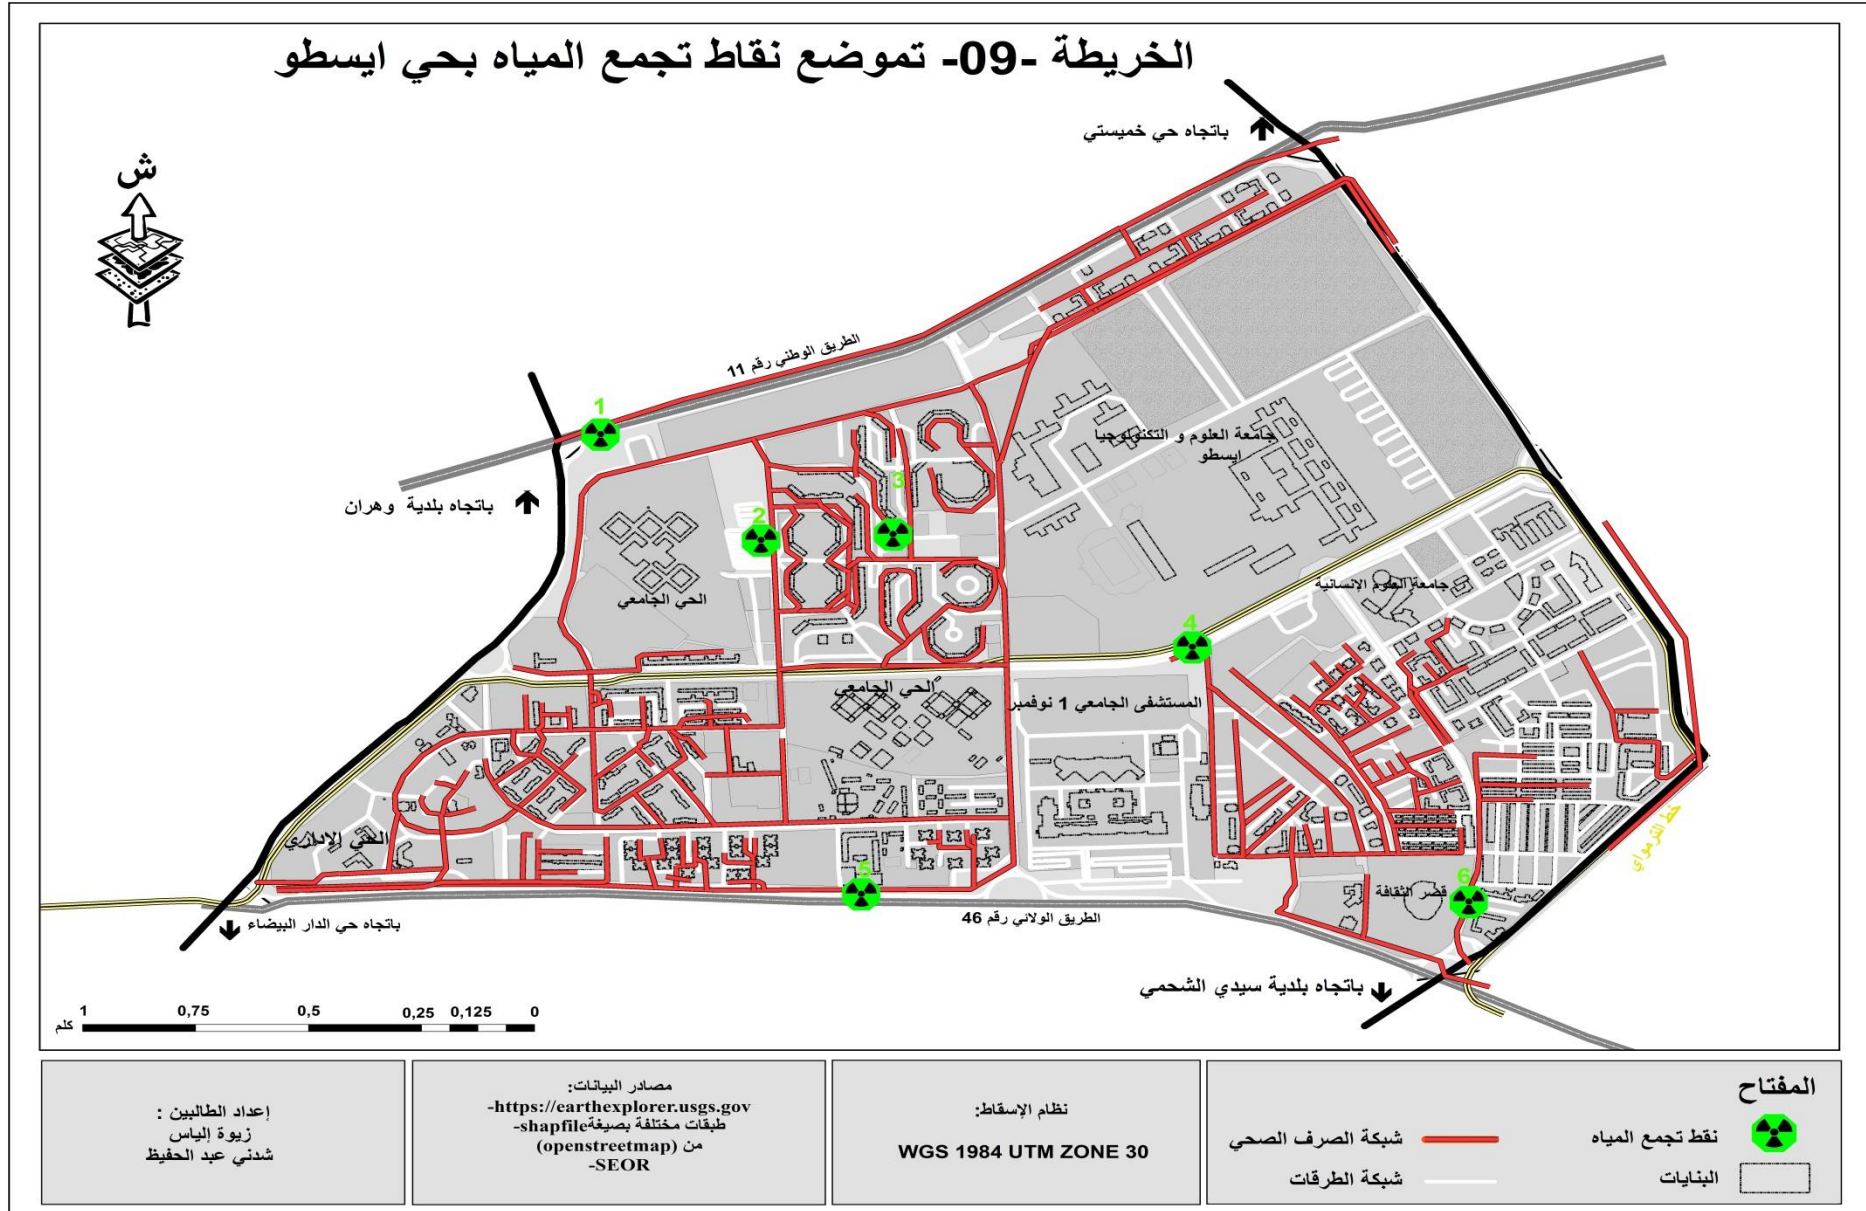 الخريطة -09- تموضع نقاط تجمع المياه بحي ايسطو
باتجاه حي خميستي
ش
الطريق الوطني رقم 11
1
جامعة العلوم و التكنولوجيا
ايسطو
3
باتجاه بلدية وهران
2
جامعة العلوم الإنسانية
الحي الجامعي
4
الحي الجامعي
المستشفى الجامعي 1 نوفمبر
خط الترمواي
الحي الاداري
5
6
قصر الثقافة
الطريق الولائي رقم 46
باتجاه حي الدار البيضاء
باتجاه بلدية سيدي الشحمي
1 0,75 0,5 0,25 0,125 0
كلم
المفتاح
نقط تجمع المياه
شبكة الصرف الصحي
البنايات
شبكة الطرقات
نظام الإسقاط:
WGS 1984 UTM ZONE 30
مصادر البيانات:
-https://earthexplorer.usgs.gov
طبقات مختلفة بصيغة shapfile-
من (openstreetmap)
-SEOR
إعداد الطالبين :
زيوة إلياس
شدني عبد الحفيظ